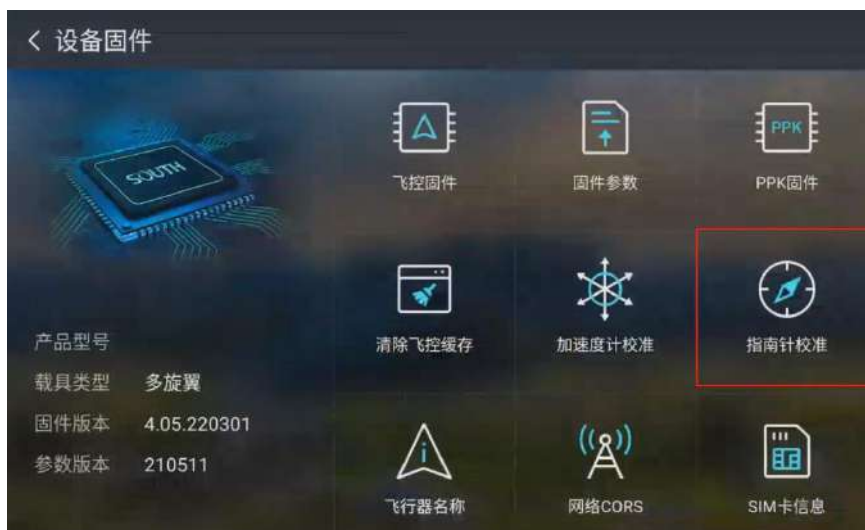 设备固件
SOUTH
飞控固件
固件参数
PPK
PPK固件
清除飞控缓存
加速度计校准
指南针校准
产品型号
载具类型 多旋翼
固件版本 4.05.220301
参数版本 210511
飞行器名称
网络CORS
SIM卡信息